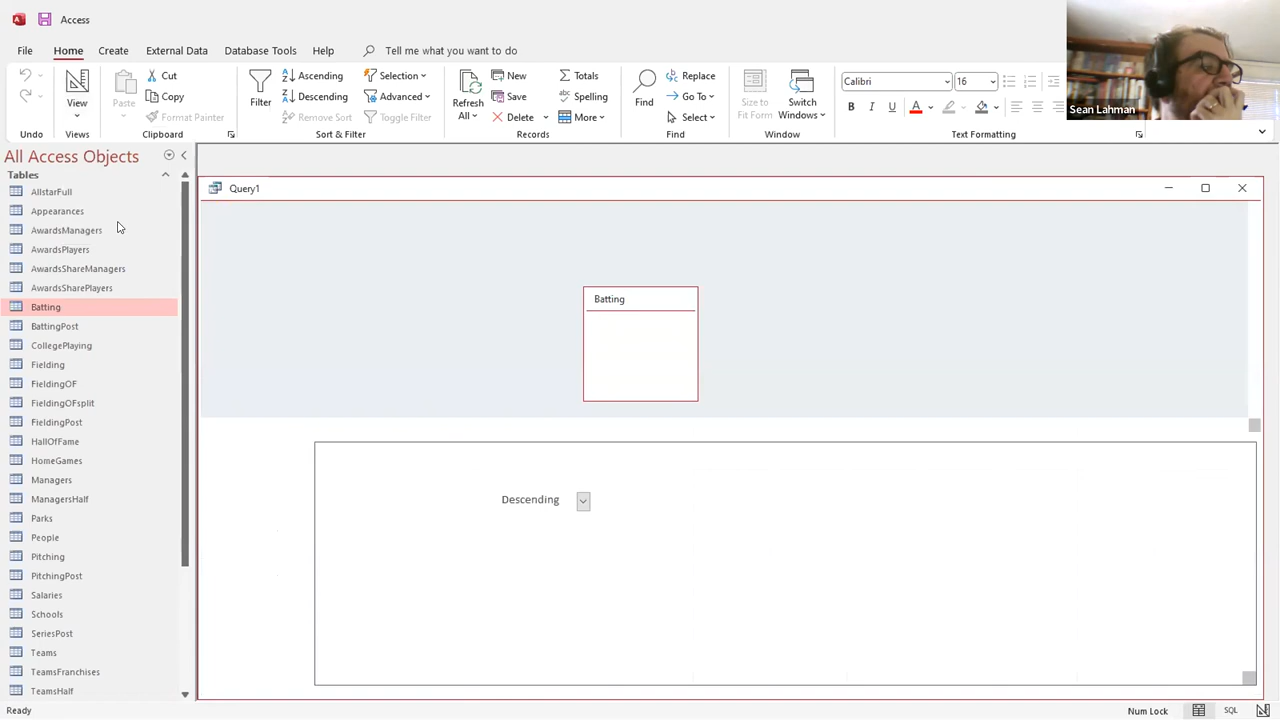 Access
File Home Create External Data Database Tools Help Tell me what you want to do
Sean Lahman
View
Paste
Cut
Copy
Format Painter
Filter
Ascending
Descending
Remove Sort
Selection
Advanced
Toggle Filter
Refresh All
New
Save
Delete
Totals
Spelling
More
Find
Replace
Go To
Select
Size to Fit Form
Switch Windows
Calibri 16
B I U A
Undo Views Clipboard Sort & Filter Records Find Window Text Formatting
All Access Objects
Tables
AllstarFull
Appearances
AwardsManagers
AwardsPlayers
AwardsShareManagers
AwardsSharePlayers
Batting
BattingPost
CollegePlaying
Fielding
FieldingOF
FieldingOFsplit
FieldingPost
HallOfFame
HomeGames
Managers
ManagersHalf
Parks
People
Pitching
PitchingPost
Salaries
Schools
SeriesPost
Teams
TeamsFranchises
TeamsHalf
Query1
Batting
Descending
Ready
Num Lock
SQL